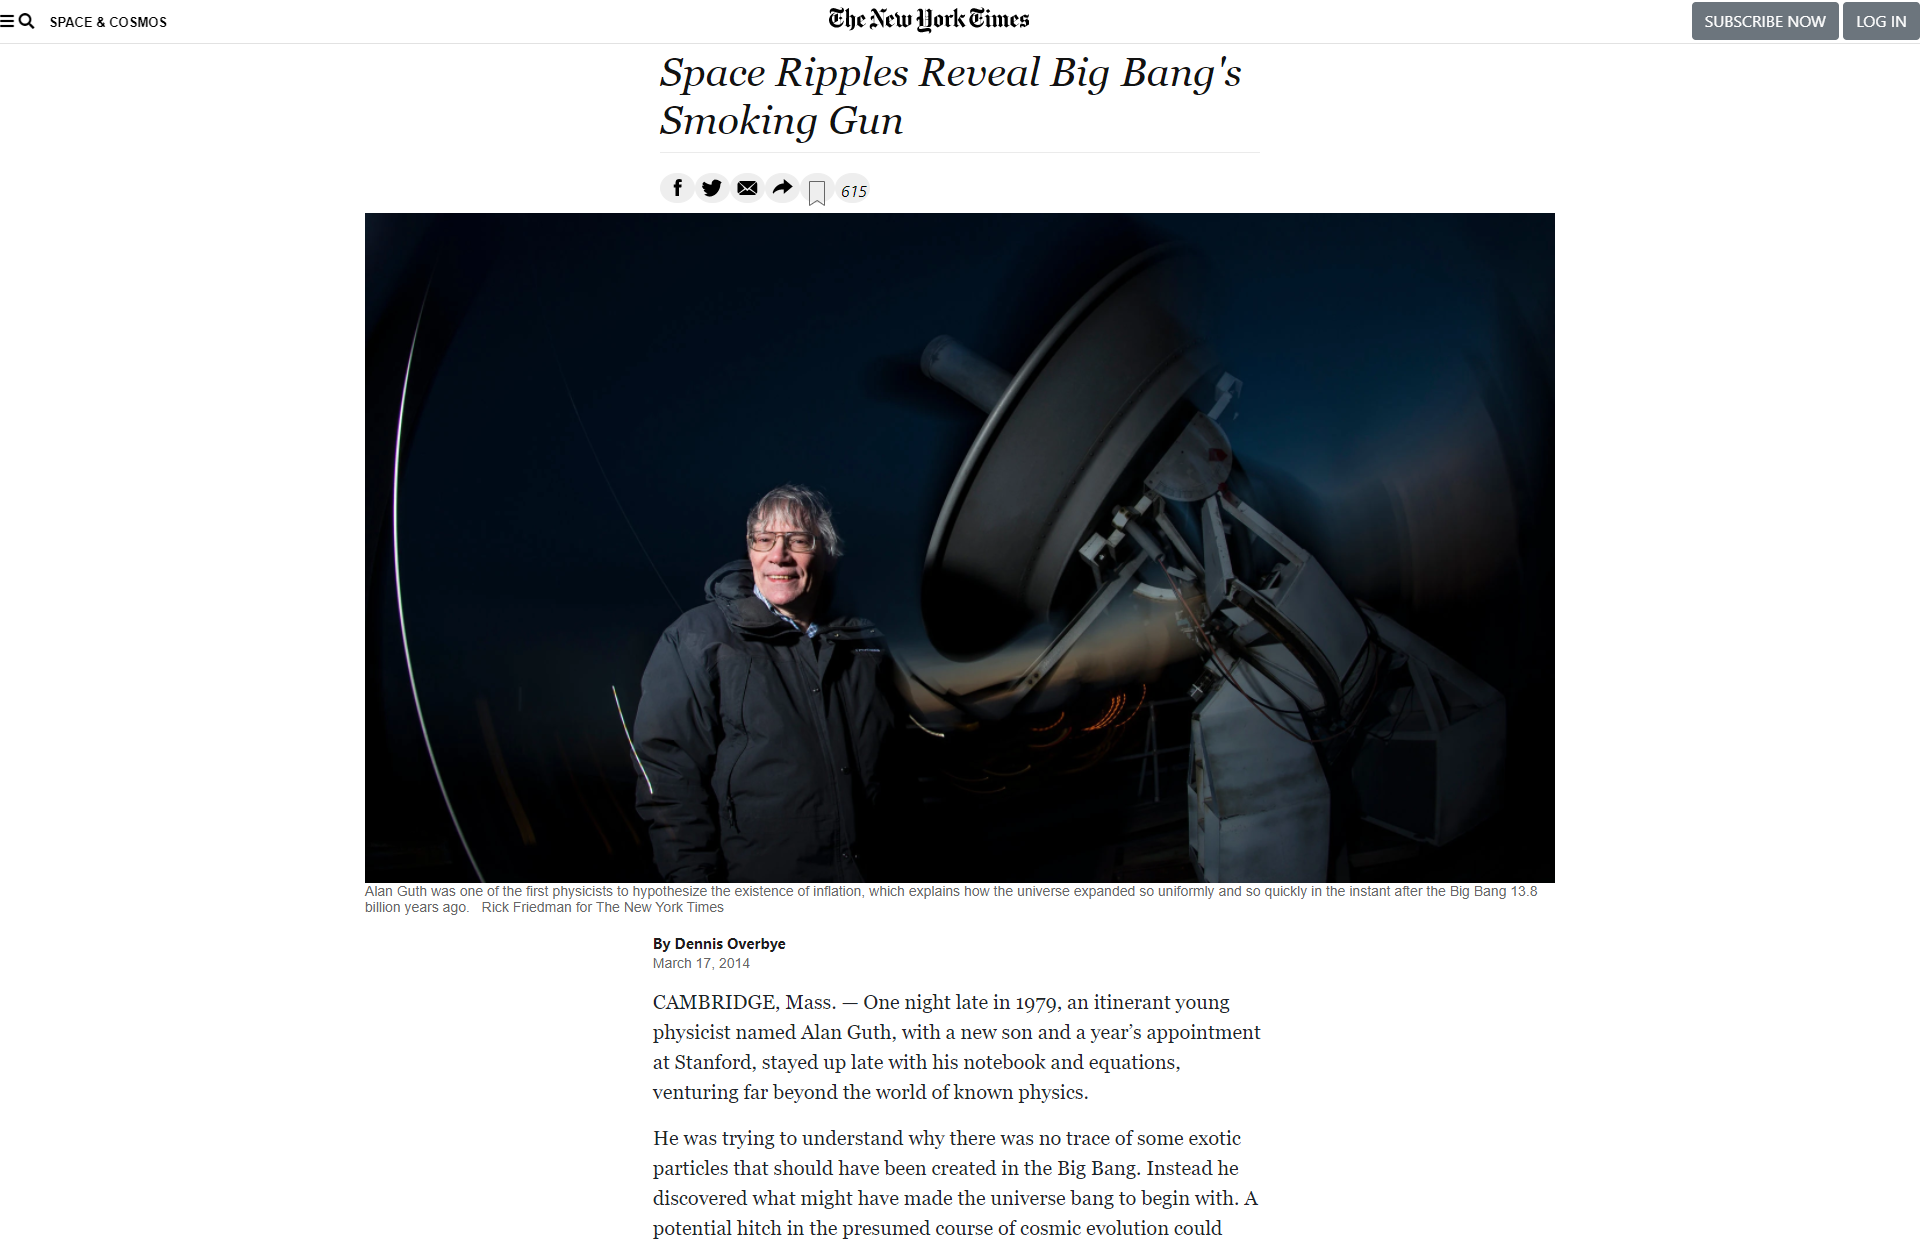 SPACE & COSMOS
The New York Times
SUBSCRIBE NOW
LOG IN
Space Ripples Reveal Big Bang's
Smoking Gun
615
Alan Guth was one of the first physicists to hypothesize the existence of inflation, which explains how the universe expanded so uniformly and so quickly in the instant after the Big Bang 13.8
billion years ago. Rick Friedman for The New York Times
By Dennis Overbye
March 17, 2014
CAMBRIDGE, Mass. — One night late in 1979, an itinerant young
physicist named Alan Guth, with a new son and a year’s appointment
at Stanford, stayed up late with his notebook and equations,
venturing far beyond the world of known physics.
He was trying to understand why there was no trace of some exotic
particles that should have been created in the Big Bang. Instead he
discovered what might have made the universe bang to begin with. A
potential hitch in the presumed course of cosmic evolution could